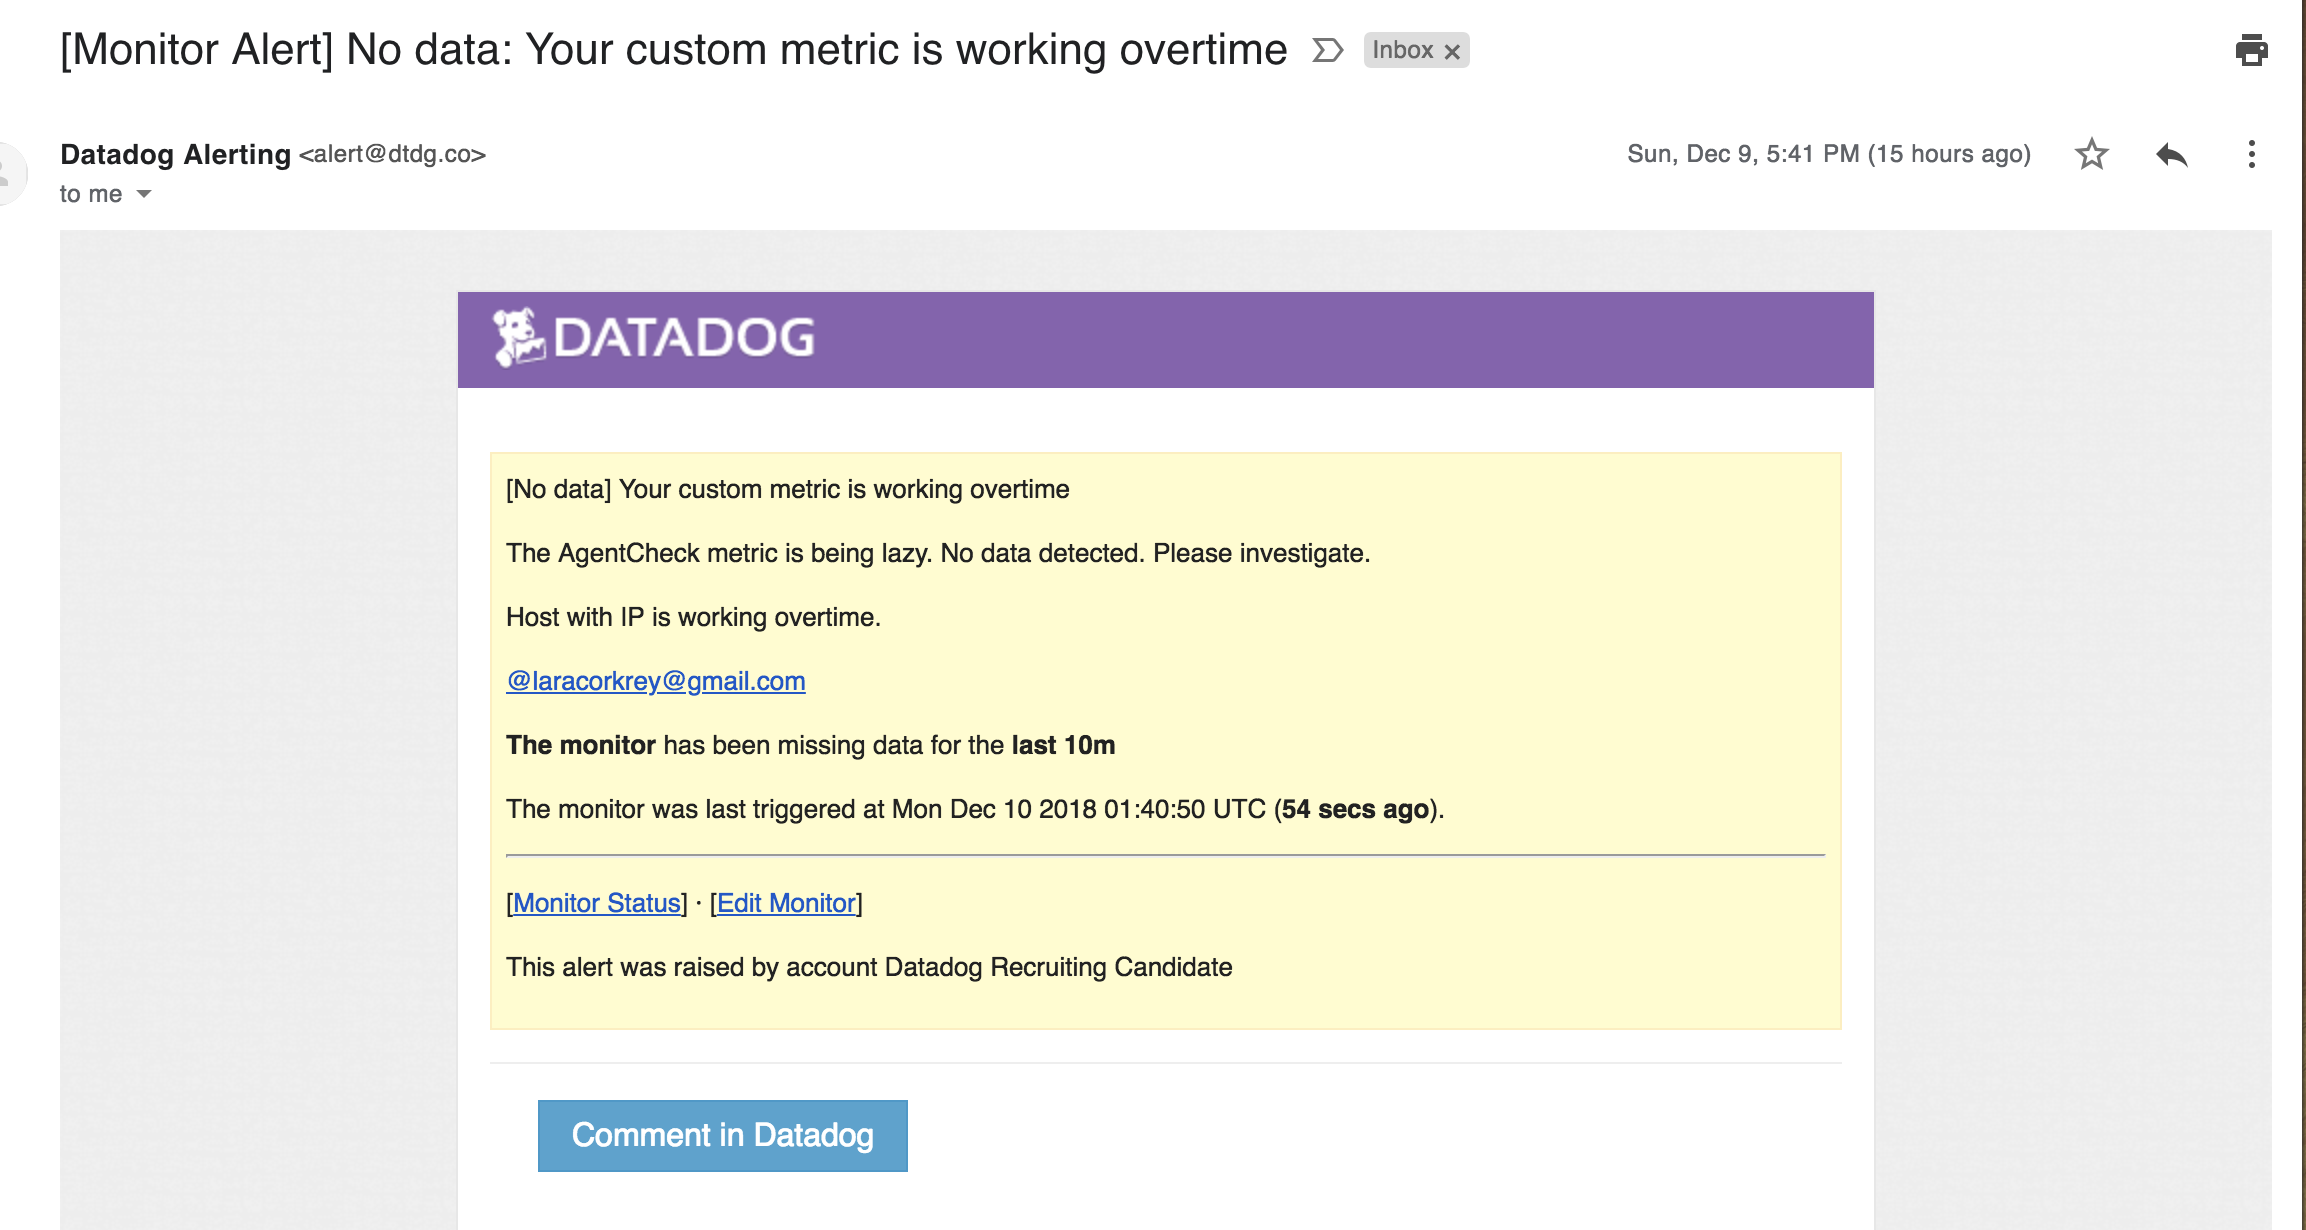 [Monitor Alert] No data: Your custom metric is working overtime Inbox x
Datadog Alerting <alert@dtdg.co> Sun, Dec 9, 5:41 PM (15 hours ago)
to me
DATADOG
[No data] Your custom metric is working overtime
The AgentCheck metric is being lazy. No data detected. Please investigate.
Host with IP is working overtime.
@laracorkrey@gmail.com
The monitor has been missing data for the last 10m
The monitor was last triggered at Mon Dec 10 2018 01:40:50 UTC (54 secs ago).
[Monitor Status] · [Edit Monitor]
This alert was raised by account Datadog Recruiting Candidate
Comment in Datadog